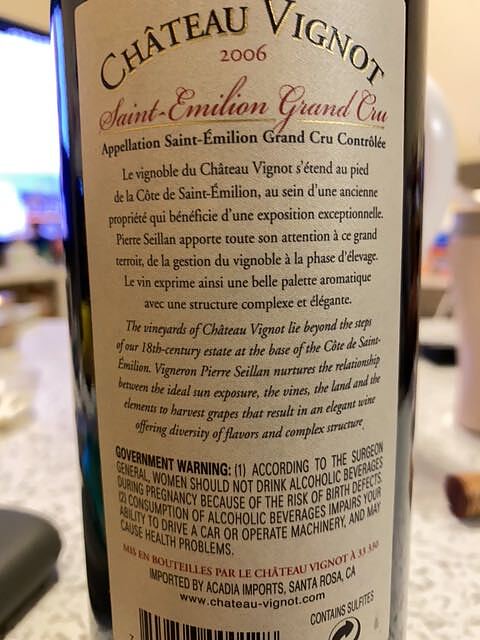 CHÂTEAU VIGNOT
2006
Saint-Emilion Grand Cru
Appellation Saint-Émilion Grand Cru Contrôlée
Le vignoble du Château Vignot s'étend au pied
de la Côte de Saint-Émilion, au sein d'une ancienne
propriété qui bénéficie d'une exposition exceptionnelle.
Pierre Seillan apporte toute son attention à ce grand
terroir, de la gestion du vignoble à la phase d'élevage.
Le vin exprime ainsi une belle palette aromatique
avec une structure complexe et élégante.
The vineyards of Château Vignot lie beyond the steps
of our 18th-century estate at the base of the Côte de Saint-
Émilion. Vigneron Pierre Seillan nurtures the relationship
between the ideal sun exposure, the vines, the land and the
elements to harvest grapes that result in an elegant wine
offering diversity of flavors and complex structure.
GOVERNMENT WARNING: (1) ACCORDING TO THE SURGEON
GENERAL, WOMEN SHOULD NOT DRINK ALCOHOLIC BEVERAGES
DURING PREGNANCY BECAUSE OF THE RISK OF BIRTH DEFECTS.
(2) CONSUMPTION OF ALCOHOLIC BEVERAGES IMPAIRS YOUR
ABILITY TO DRIVE A CAR OR OPERATE MACHINERY, AND MAY
CAUSE HEALTH PROBLEMS.
MIS EN BOUTEILLES PAR LE CHÂTEAU VIGNOT À 33 330
IMPORTED BY ACADIA IMPORTS, SANTA ROSA, CA
www.chateau-vignot.com
CONTAINS SULFITES
7